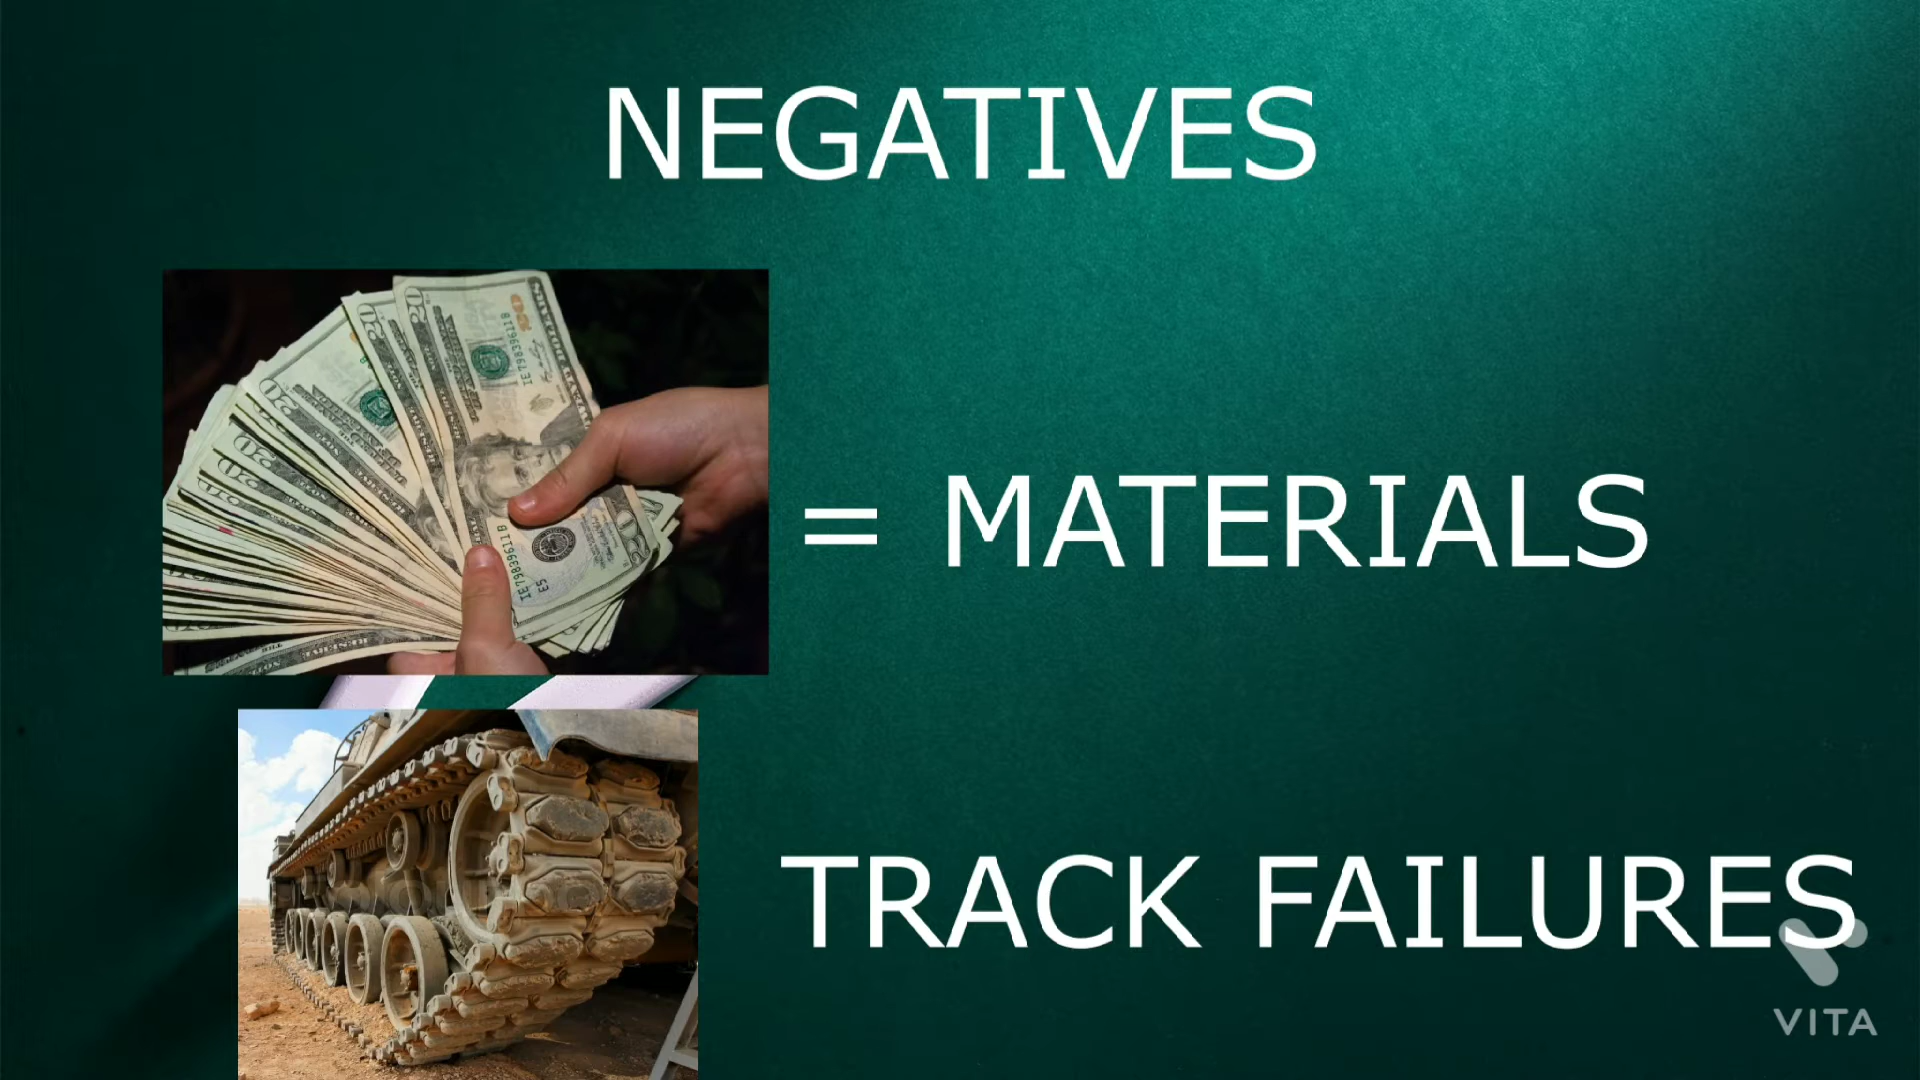 NEGATIVES
= MATERIALS
TRACK FAILURES
VITA